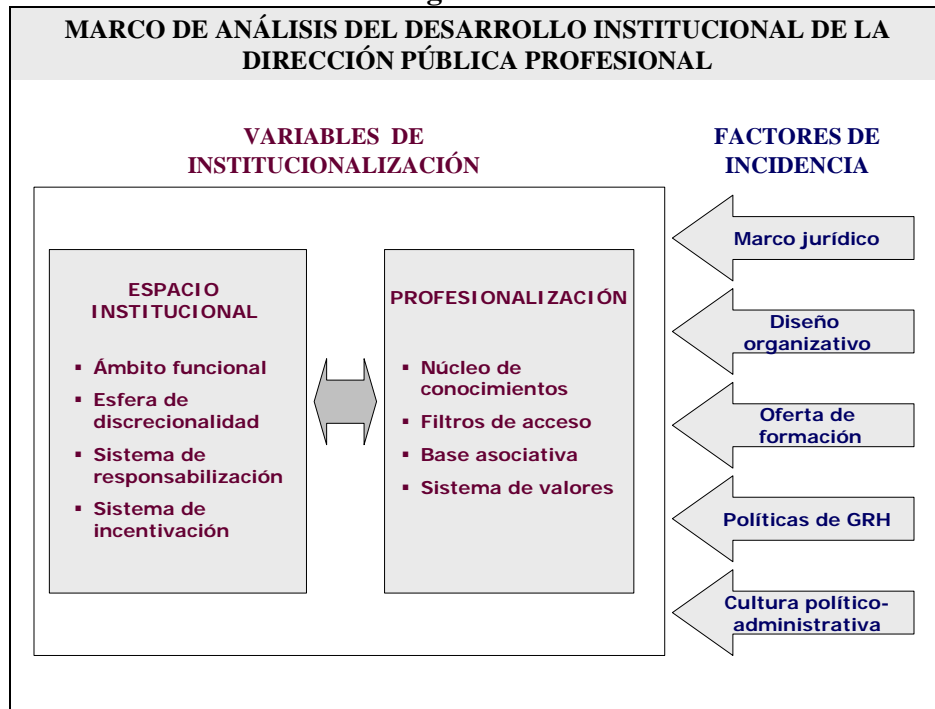 MARCO DE ANÁLISIS DEL DESARROLLO INSTITUCIONAL DE LA
DIRECCIÓN PÚBLICA PROFESIONAL
VARIABLES DE
INSTITUCIONALIZACIÓN
FACTORES DE
INCIDENCIA
ESPACIO
INSTITUCIONAL
▪ Ámbito funcional
▪ Esfera de
discrecionalidad
▪ Sistema de
responsabilización
▪ Sistema de
incentivación
PROFESIONALIZACIÓN
▪ Núcleo de
conocimientos
▪ Filtros de acceso
▪ Base asociativa
▪ Sistema de valores
Marco jurídico
Diseño
organizativo
Oferta de
formación
Políticas de GRH
Cultura político-
administrativa